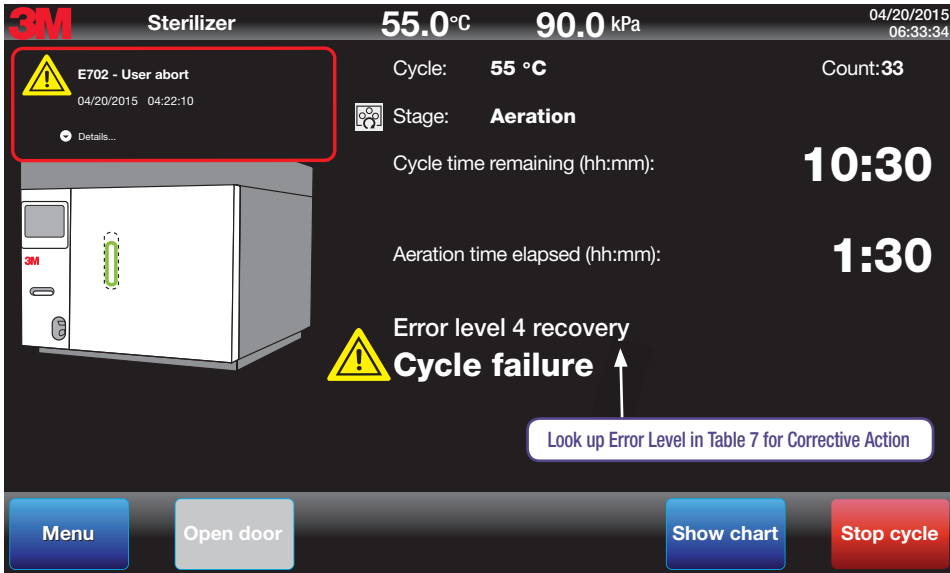 3M Sterilizer 55.0°C 90.0 kPa 04/20/2015
06:33:34
E702 - User abort
04/20/2015 04:22:10
Details...
Cycle: 55 °C Count:33
Stage: Aeration
Cycle time remaining (hh:mm): 10:30
3M
Aeration time elapsed (hh:mm): 1:30
Error level 4 recovery
Cycle failure
Look up Error Level in Table 7 for Corrective Action
Menu Open door Show chart Stop cycle